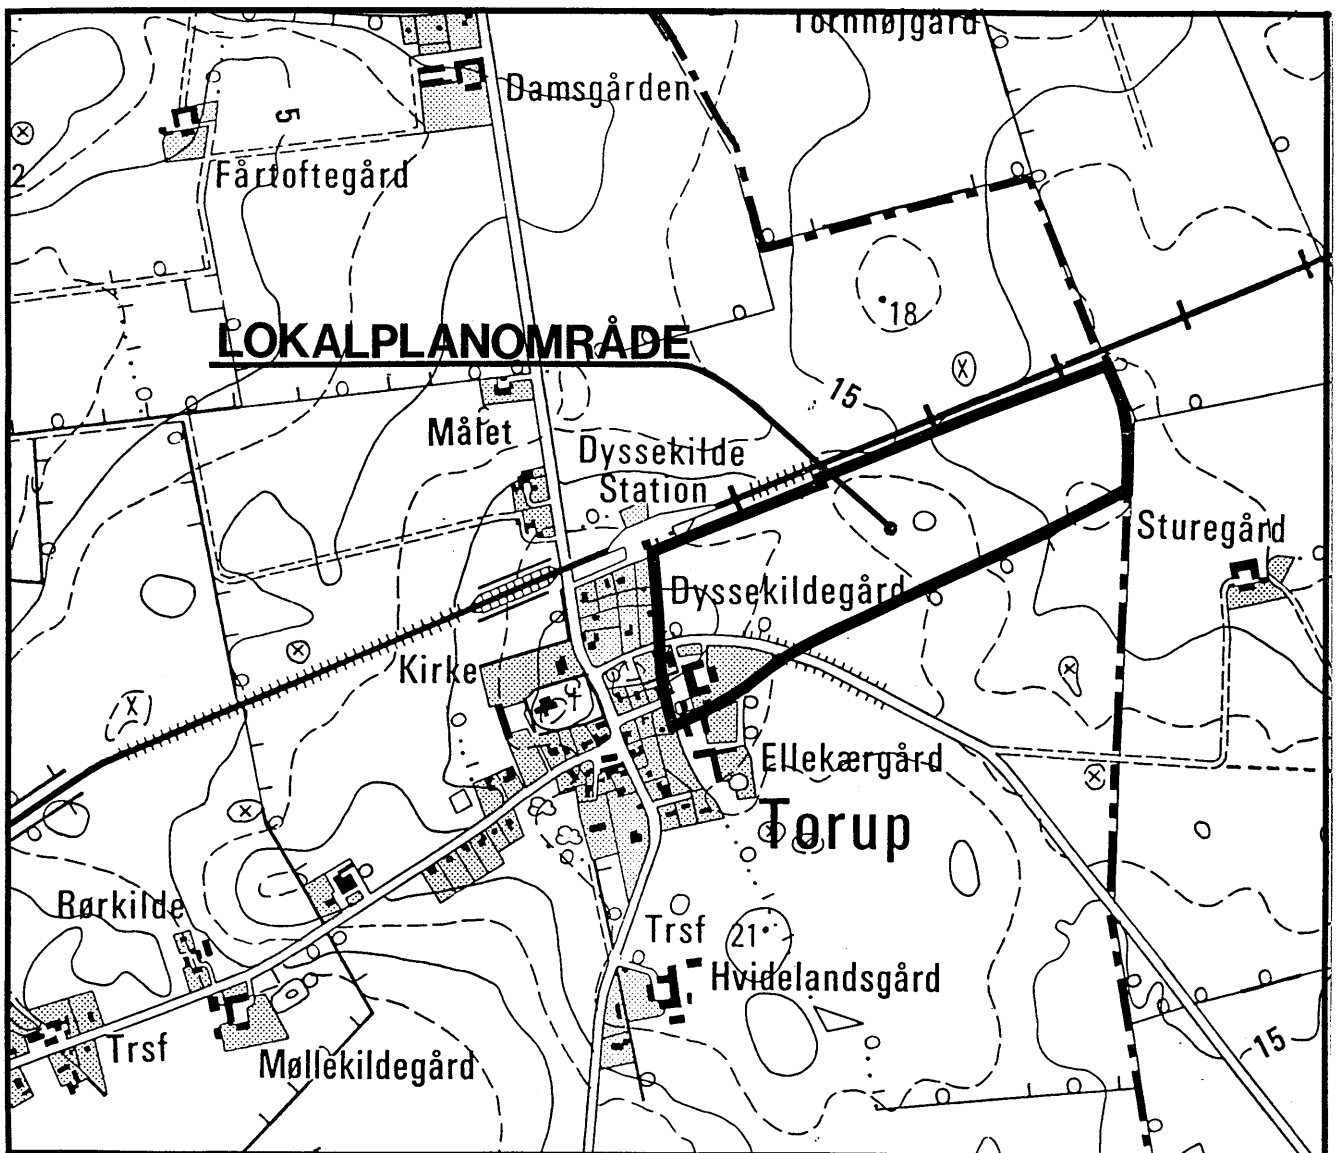 Tornhøjgård
Damsgården
5
Fårtoftegård
2
18
LOKALPLANOMRÅDE
15
Målet
Dyssekilde
Station
Sturegård
Dyssekildegård
Kirke
Ellekærgård
Torup
Rørkilde
Trsf
21
Hvidelandsgård
Trsf
Møllekildegård
15